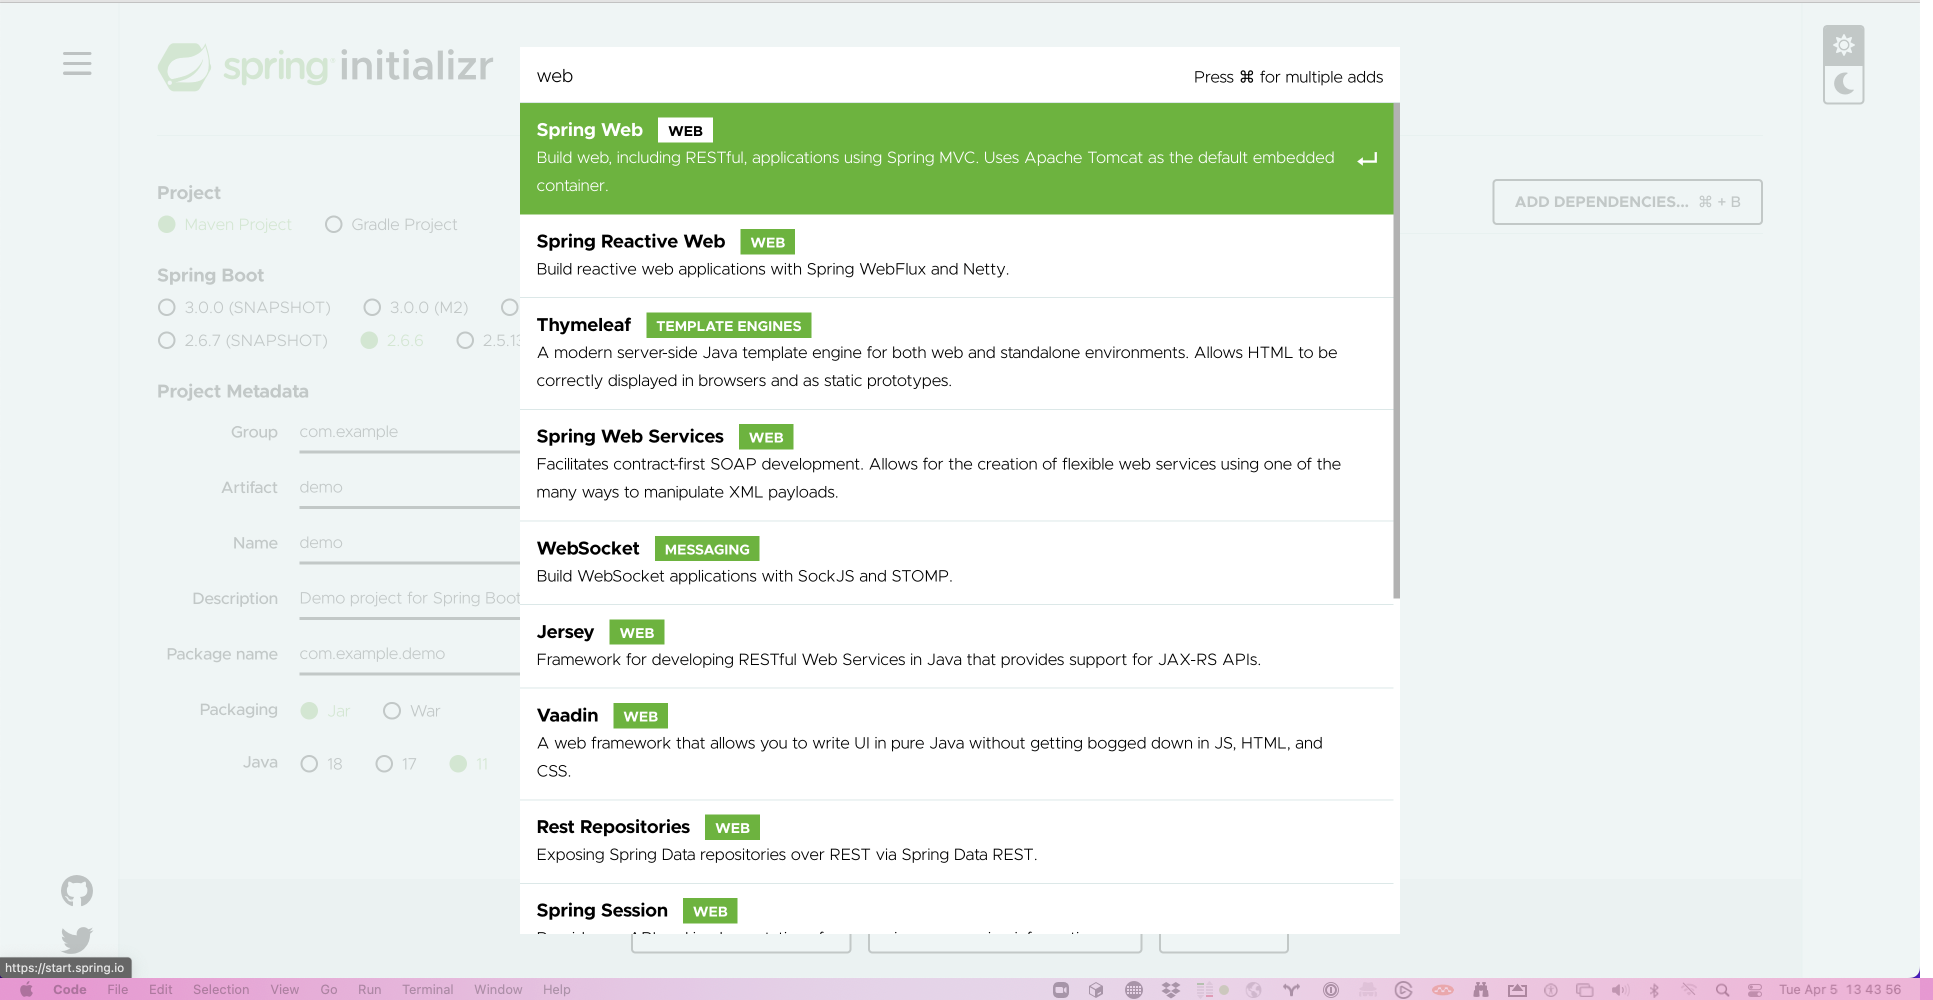 spring initializr
web
Press ⌘ for multiple adds
Spring Web WEB
Build web, including RESTful, applications using Spring MVC. Uses Apache Tomcat as the default embedded
container.
Spring Reactive Web WEB
Build reactive web applications with Spring WebFlux and Netty.
Thymeleaf TEMPLATE ENGINES
A modern server-side Java template engine for both web and standalone environments. Allows HTML to be
correctly displayed in browsers and as static prototypes.
Spring Web Services WEB
Facilitates contract-first SOAP development. Allows for the creation of flexible web services using one of the
many ways to manipulate XML payloads.
WebSocket MESSAGING
Build WebSocket applications with SockJS and STOMP.
Jersey WEB
Framework for developing RESTful Web Services in Java that provides support for JAX-RS APIs.
Vaadin WEB
A web framework that allows you to write UI in pure Java without getting bogged down in JS, HTML, and
CSS.
Rest Repositories WEB
Exposing Spring Data repositories over REST via Spring Data REST.
Spring Session WEB
Project
Maven Project Gradle Project
Spring Boot
3.0.0 (SNAPSHOT) 3.0.0 (M2)
2.6.7 (SNAPSHOT) 2.6.6 2.5.13
Project Metadata
Group com.example
Artifact demo
Name demo
Description Demo project for Spring Boot
Package name com.example.demo
Packaging Jar War
Java 18 17 11
ADD DEPENDENCIES... ⌘ + B
https://start.spring.io
Code File Edit Selection View Go Run Terminal Window Help
Tue Apr 5 13 43 56